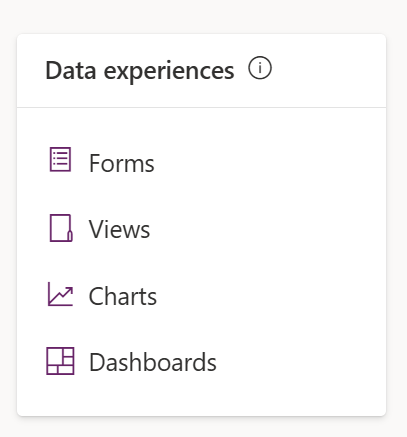 Data experiences
Forms
Views
Charts
Dashboards